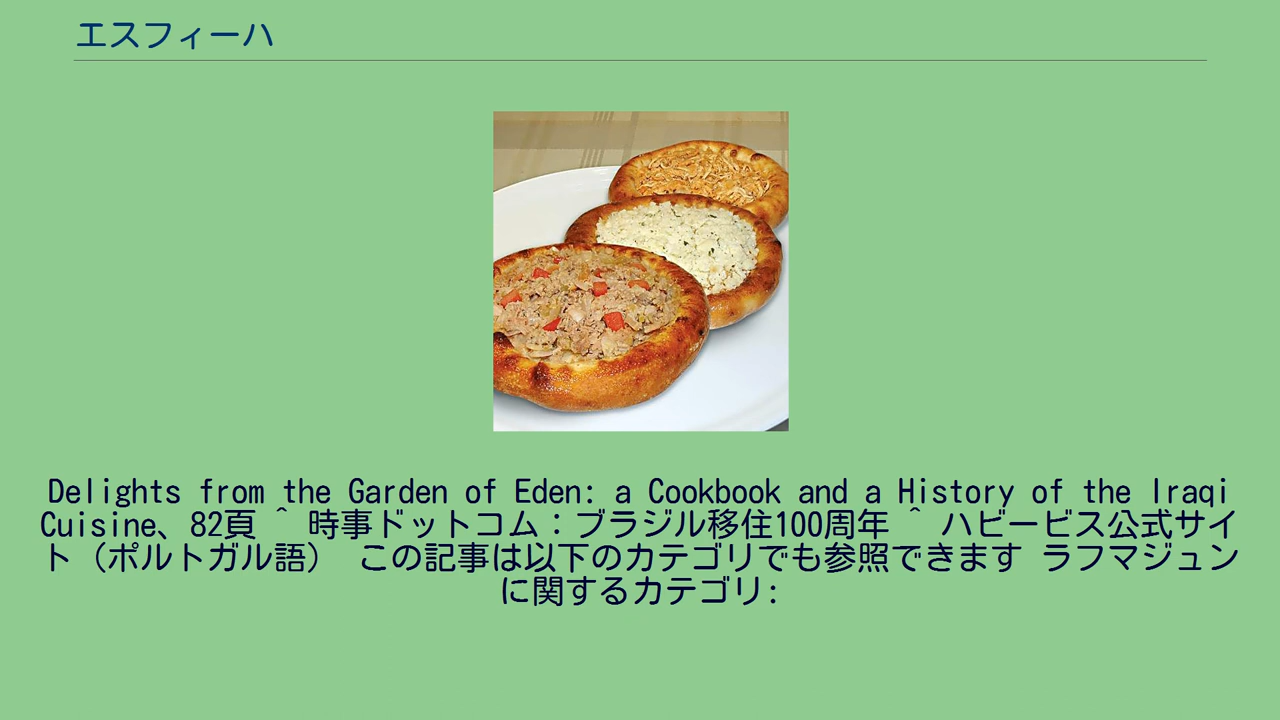 エスフィーハ
Delights from the Garden of Eden: a Cookbook and a History of the Iraqi
Cuisine、82頁 ^ 時事ドットコム：ブラジル移住100周年 ^ ハビービス公式サイ
ト（ポルトガル語） この記事は以下のカテゴリでも参照できます ラフマジュン
に関するカテゴリ: